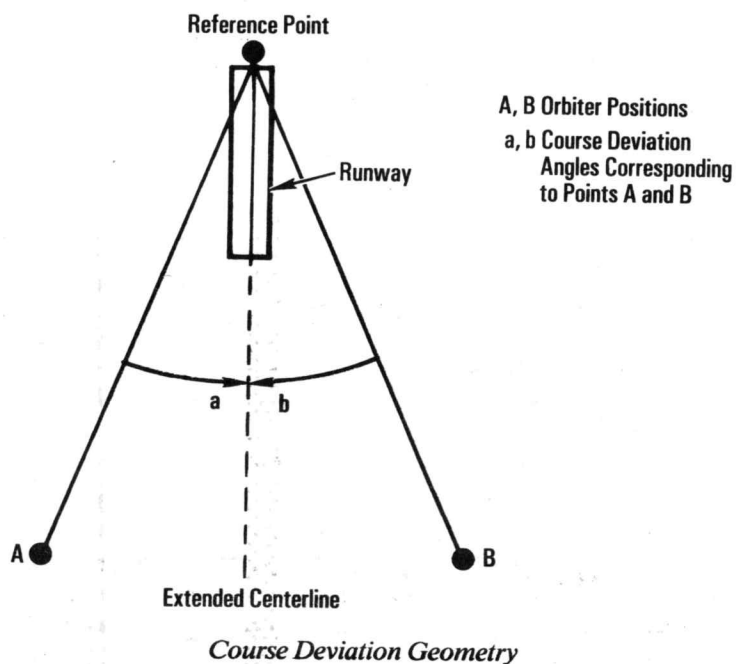 Reference Point
A, B Orbiter Positions
a, b Course Deviation
Angles Corresponding
to Points A and B
Runway
a
b
A
B
Extended Centerline
Course Deviation Geometry